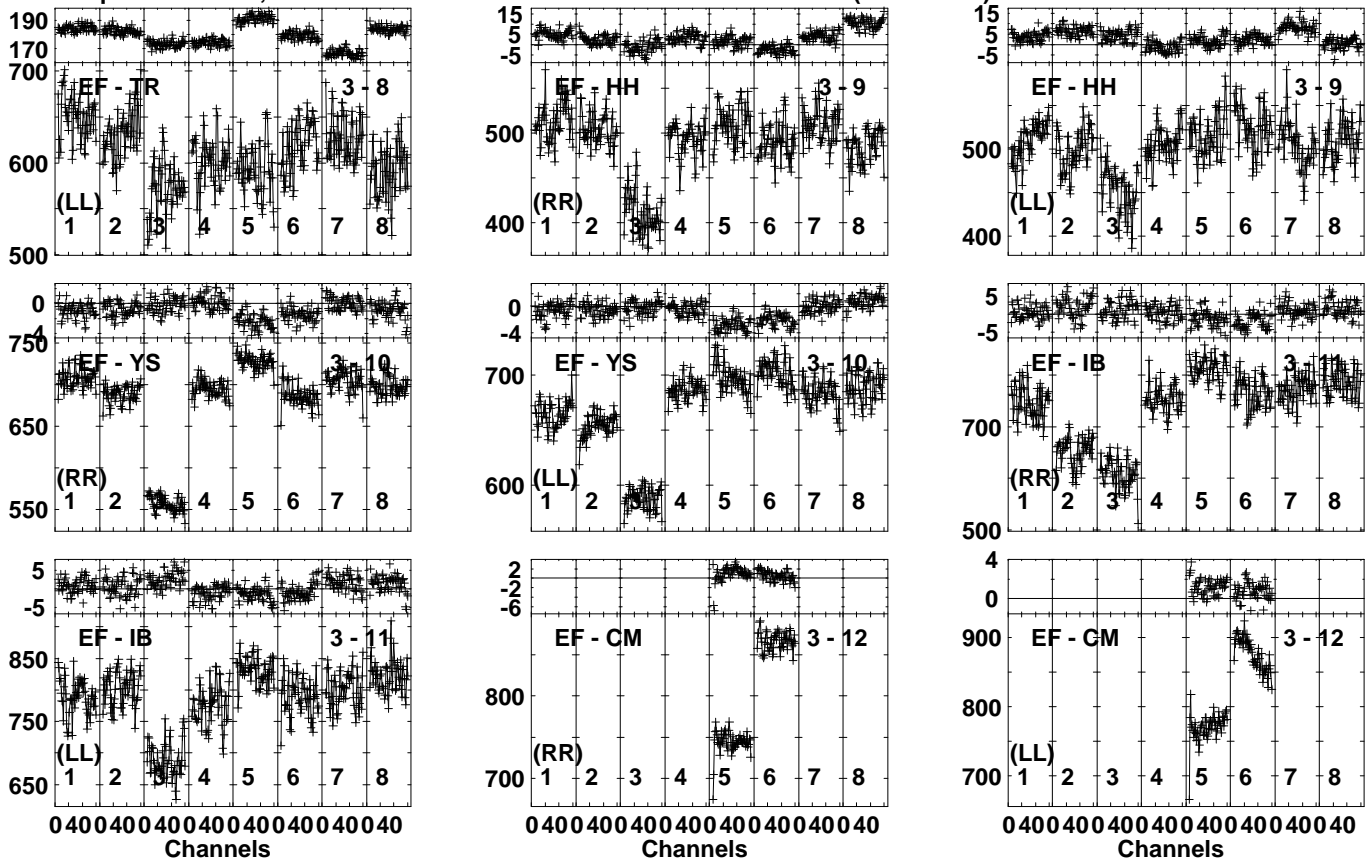 190
170
700
600
500
EF - TR 3 - 8
(LL)
1 2 3 4 5 6 7 8
15
5
-5
500
400
EF - HH 3 - 9
(RR)
1 2 3 4 5 6 7 8
15
5
-5
500
400
EF - HH 3 - 9
(LL)
1 2 3 4 5 6 7 8
0
-4
750
650
550
EF - YS 3 - 10
(RR)
1 2 3 4 5 6 7 8
0
-4
700
600
EF - YS 3 - 10
(LL)
1 2 3 4 5 6 7 8
5
-5
700
500
EF - IB 3 - 11
(RR)
1 2 3 4 5 6 7 8
5
-5
850
750
650
EF - IB 3 - 11
(LL)
1 2 3 4 5 6 7 8
0 40 0 40 0 40 0 40 0 40 0 40 0 40 0 40
Channels
2
-2
-6
800
700
EF - CM 3 - 12
(RR)
1 2 3 4 5 6 7 8
0 40 0 40 0 40 0 40 0 40 0 40 0 40 0 40
Channels
4
0
900
800
700
EF - CM 3 - 12
(LL)
1 2 3 4 5 6 7 8
0 40 0 40 0 40 0 40 0 40 0 40 0 40 0 40
Channels